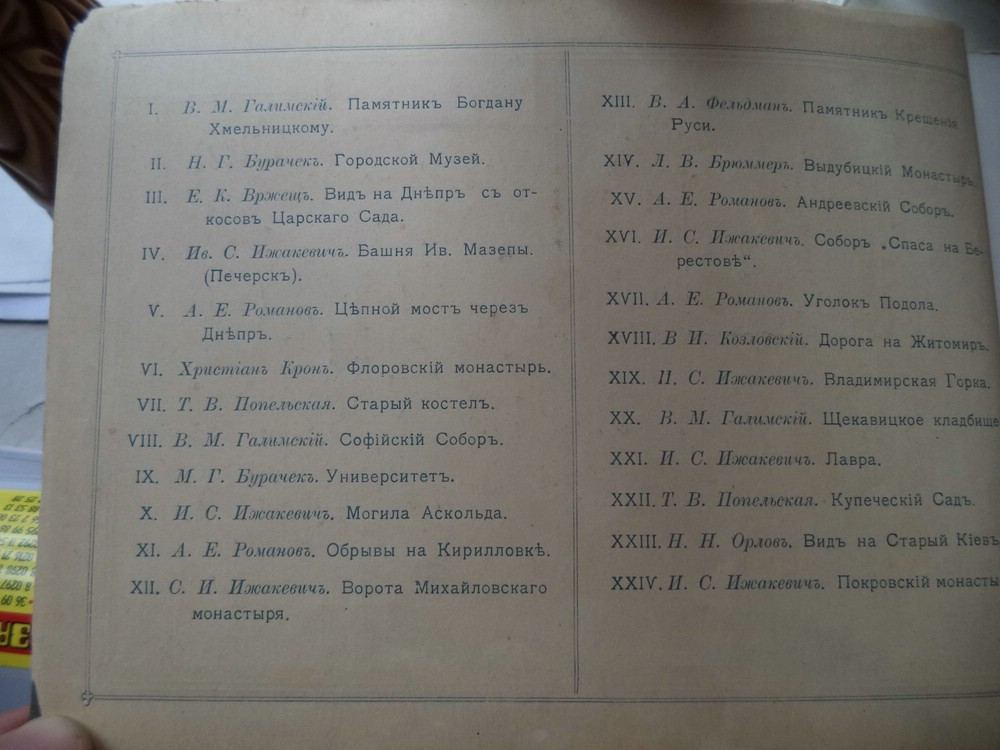 I. В. М. Галимскій. Памятникъ Богдану
Хмельницкому.
II. Н. Г. Бурачекъ. Городской Музей.
III. Е. К. Вржещъ. Видъ на Днѣпръ съ от-
косовъ Царскаго Сада.
IV. Ив. С. Ижакевичъ. Башня Ив. Мазепы.
(Печерскъ).
V. А. Е. Романовъ. Цѣпной мостъ черезъ
Днѣпръ.
VI. Христіанъ Кронъ. Флоровскій монастырь.
VII. Т. В. Попельская. Старый костелъ.
VIII. В. М. Галимскій. Софійскій Соборъ.
IX. М. Г. Бурачекъ. Университетъ.
X. И. С. Ижакевичъ. Могила Аскольда.
XI. А. Е. Романовъ. Обрывы на Кирилловкѣ.
XII. С. И. Ижакевичъ. Ворота Михайловскаго
монастыря.
XIII. В. А. Фельдманъ. Памятникъ Крещенія
Руси.
XIV. Л. В. Брюммеръ. Выдубицкій Монастырь.
XV. А. Е. Романовъ. Андреевскій Соборъ.
XVI. И. С. Ижакевичъ. Соборъ „Спаса на Бе-
рестовѣ“.
XVII. А. Е. Романовъ. Уголокъ Подола.
XVIII. В И. Козловскій. Дорога на Житомиръ.
XIX. И. С. Ижакевичъ. Владимирская Горка.
XX. В. М. Галимскій. Щекавицкое кладбище
XXI. И. С. Ижакевичъ. Лавра.
XXII. Т. В. Попельская. Купеческій Садъ.
XXIII. Н. Н. Орловъ. Видъ на Старый Кіевъ
XXIV. И. С. Ижакевичъ. Покровскій монасты